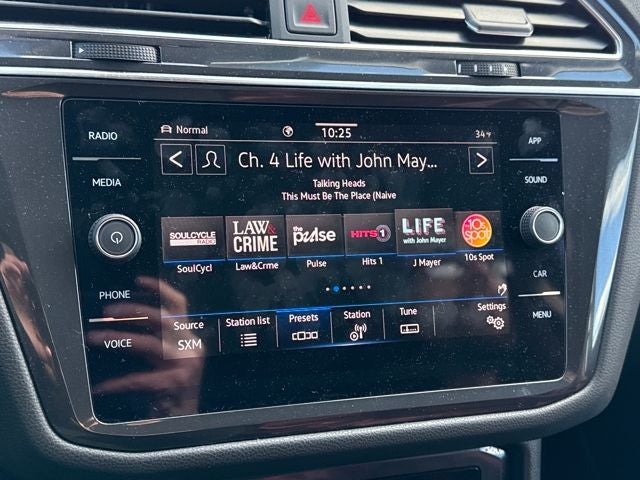 RADIO
MEDIA
PHONE
VOICE
Normal
10:25
34°F
Ch. 4 Life with John May...
Talking Heads
This Must Be The Place (Naive
SOULCYCLE
RADIO
LAW&
CRIME
the
pulse
HITS 1
LIFE
with John Mayer
10s
SPOT
SoulCycl
Law&Crme
Pulse
Hits 1
J Mayer
10s Spot
Source
SXM
Station list
Presets
Station
Tune
Settings
APP
SOUND
CAR
MENU